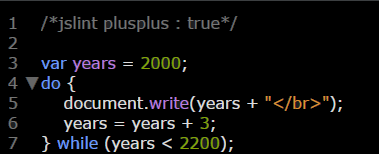 1 /*jslint plusplus : true*/
2
3 var years = 2000;
4 ▼do {
5     document.write(years + "</br>");
6     years = years + 3;
7 } while (years < 2200);